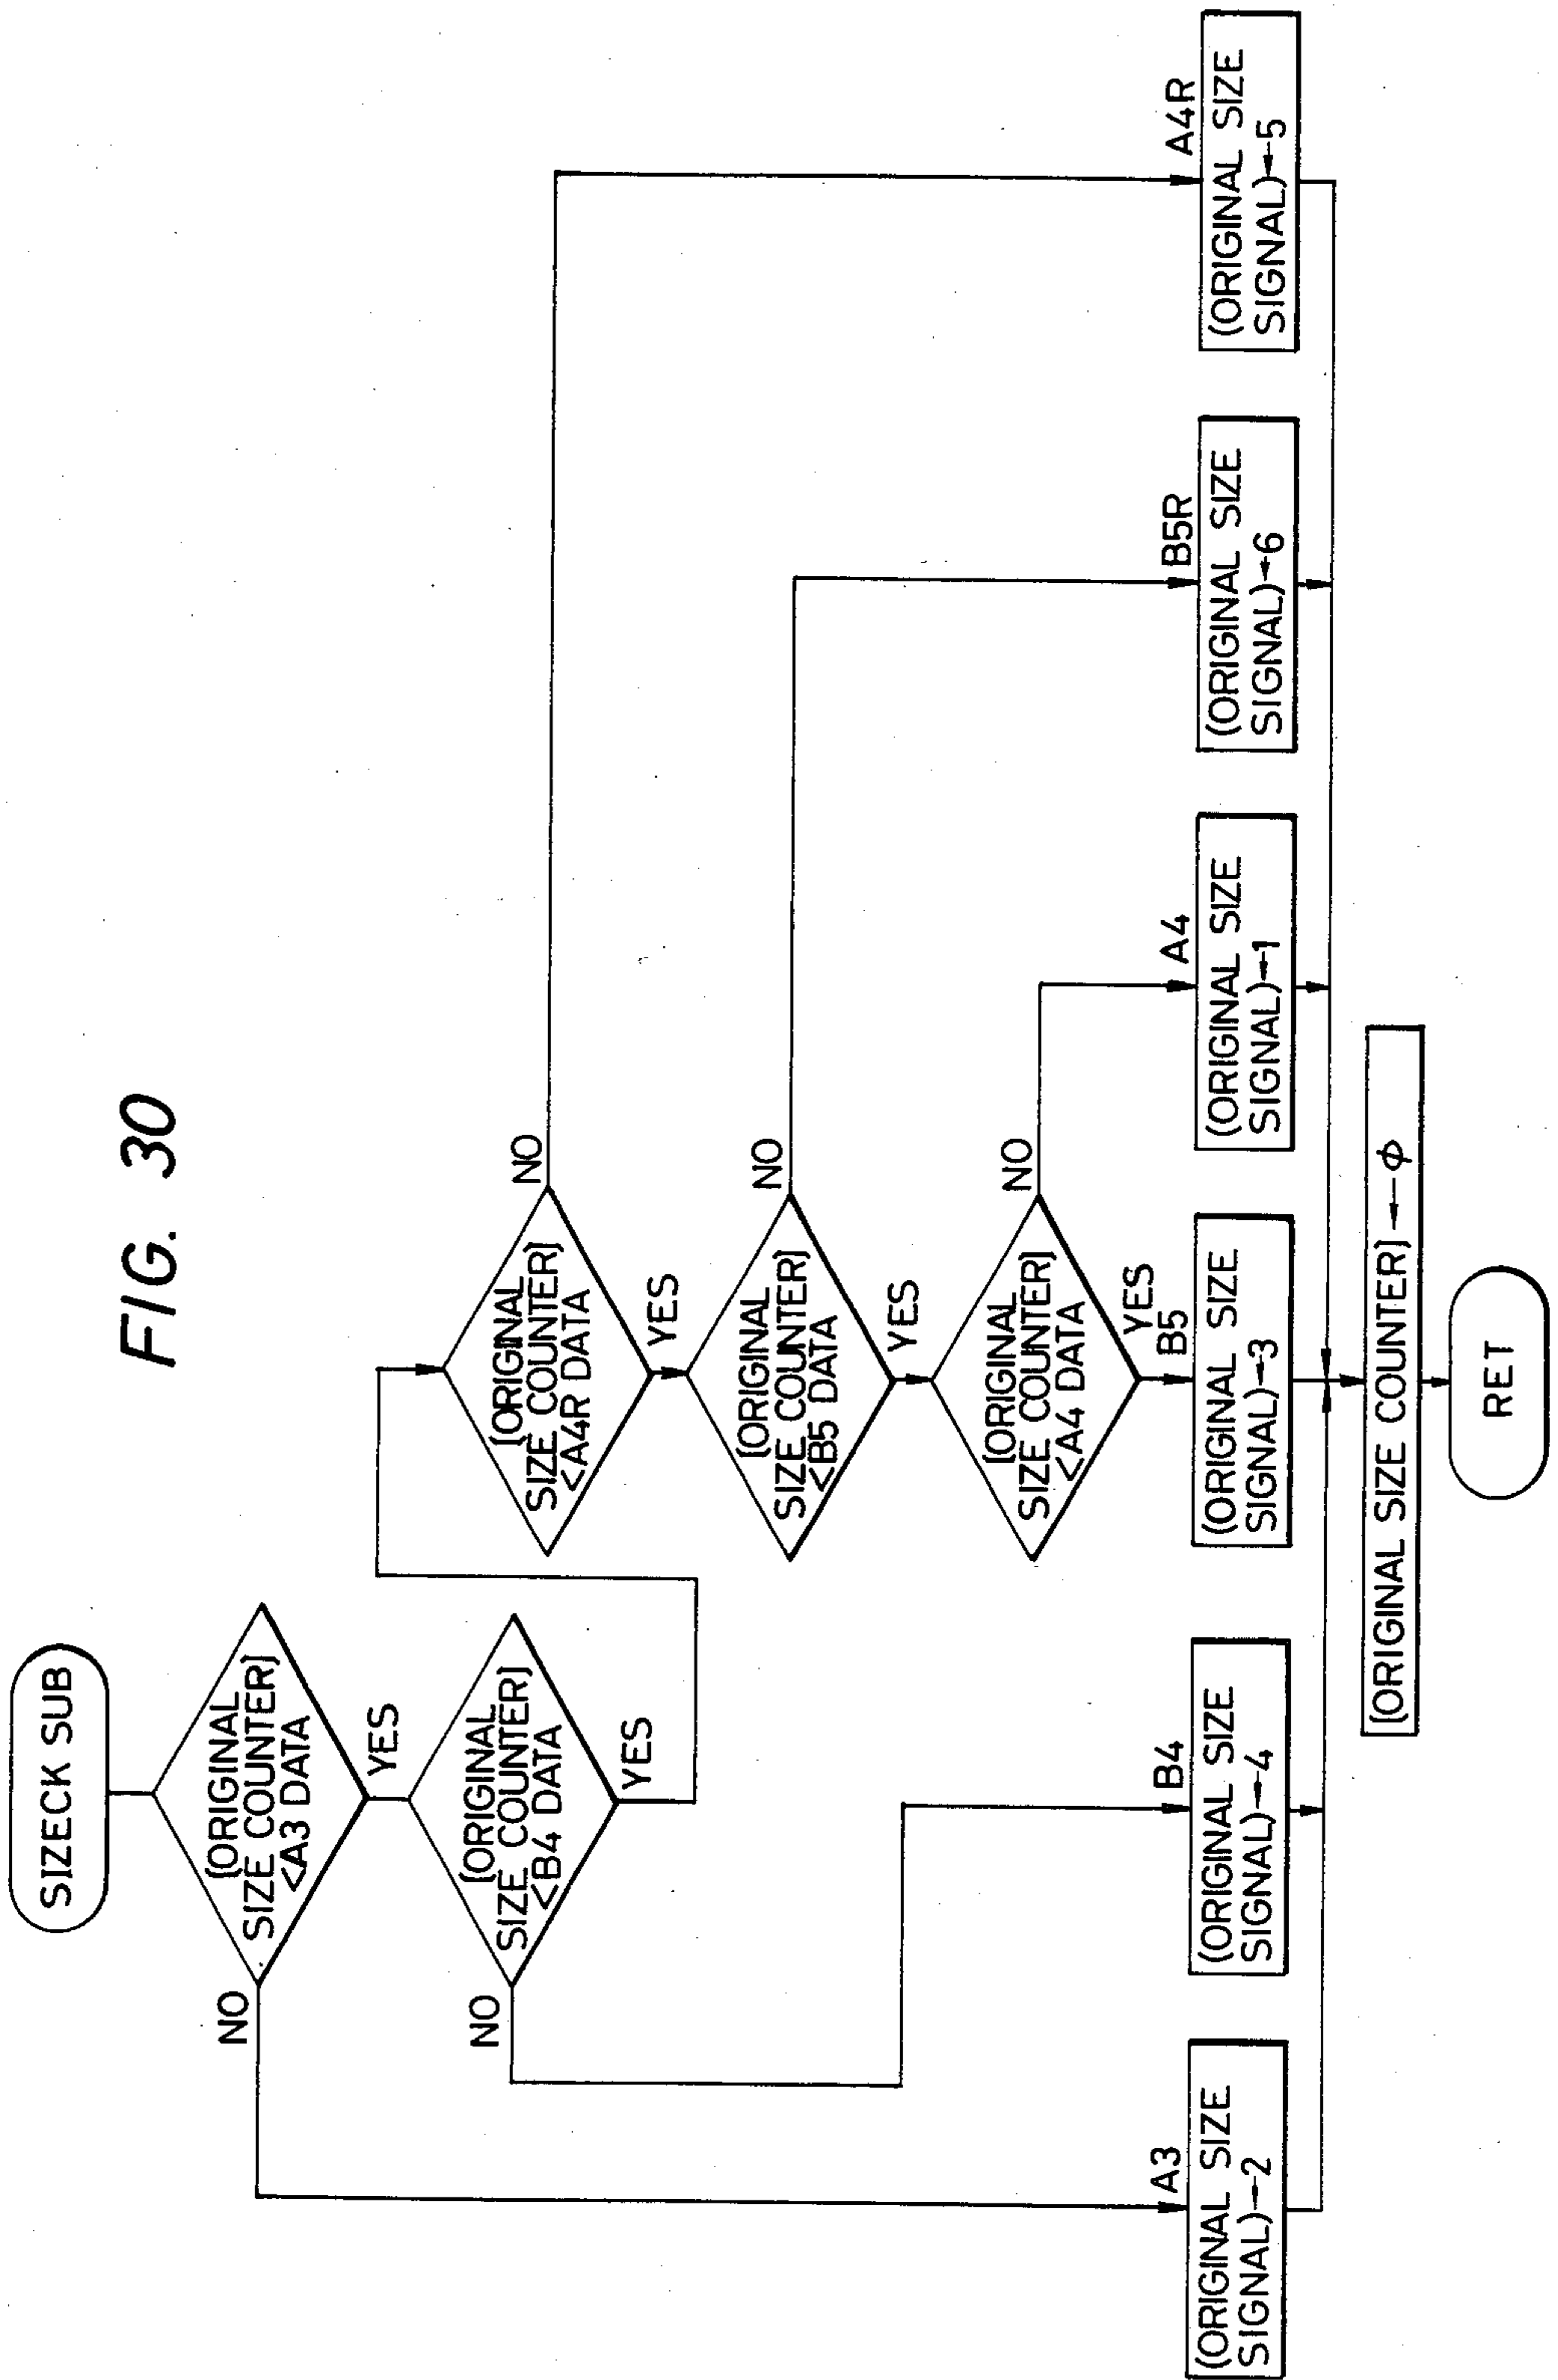 FIG. 30
SIZECK SUB
[ORIGINAL
SIZE COUNTER]
<A3 DATA
NO
YES
[ORIGINAL
SIZE COUNTER]
<B4 DATA
NO
YES
[ORIGINAL
SIZE COUNTER]
<A4R DATA
NO
YES
[ORIGINAL
SIZE COUNTER]
<B5 DATA
NO
YES
[ORIGINAL
SIZE COUNTER]
<A4 DATA
NO
YES
A3
(ORIGINAL SIZE
SIGNAL)←2
B4
(ORIGINAL SIZE
SIGNAL)←4
B5
(ORIGINAL SIZE
SIGNAL)←3
A4
(ORIGINAL SIZE
SIGNAL)←1
B5R
(ORIGINAL SIZE
SIGNAL)←6
A4R
(ORIGINAL SIZE
SIGNAL)←5
[ORIGINAL SIZE COUNTER]←ϕ
RET